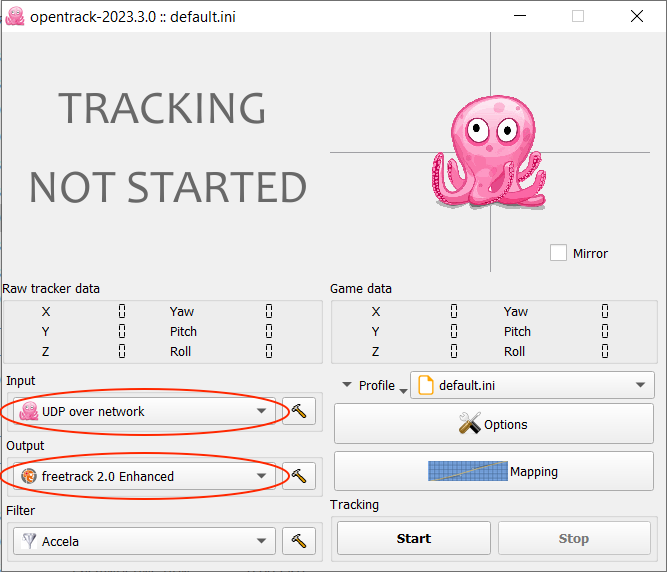 opentrack-2023.3.0 :: default.ini
TRACKING
NOT STARTED
Mirror
Raw tracker data
X 0 Yaw 0
Y 0 Pitch 0
Z 0 Roll 0
Game data
X 0 Yaw 0
Y 0 Pitch 0
Z 0 Roll 0
Input
UDP over network
Output
freetrack 2.0 Enhanced
Filter
Accela
Profile default.ini
Options
Mapping
Tracking
Start Stop